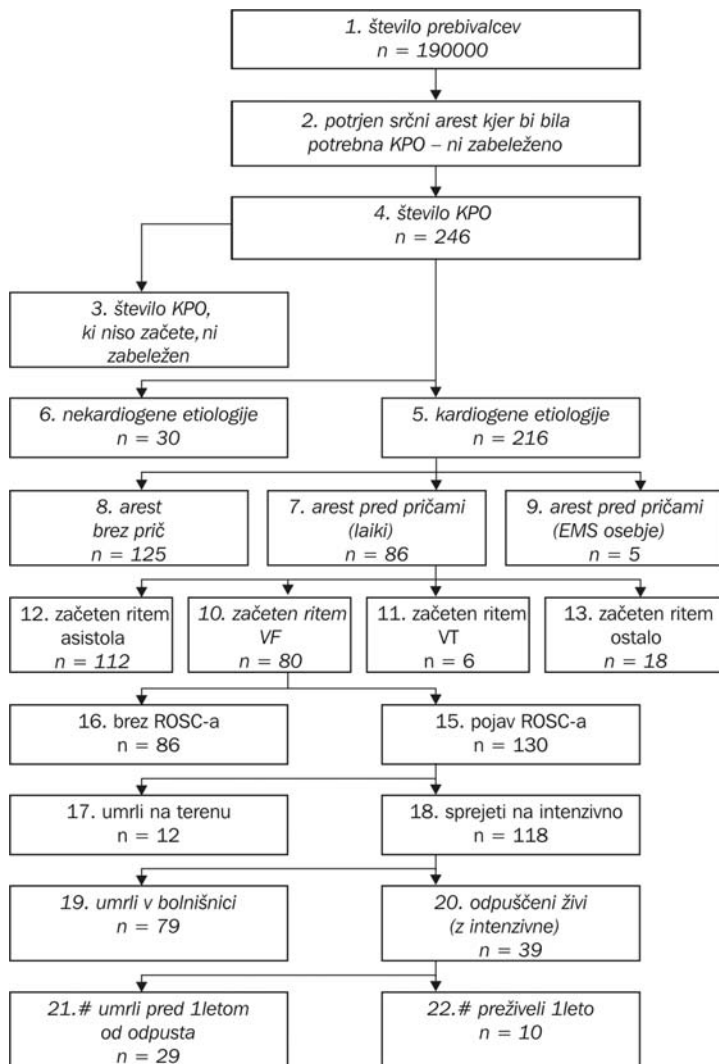 1. število prebivalcev
n = 190000
2. potrjen srčni arest kjer bi bila
potrebna KPO – ni zabeleženo
4. število KPO
n = 246
3. število KPO,
ki niso začete, ni
zabeležen
6. nekardiogene etiologije
n = 30
5. kardiogene etiologije
n = 216
8. arest
brez prič
n = 125
7. arest pred pričami
(laiki)
n = 86
9. arest pred pričami
(EMS osebje)
n = 5
12. začeten ritem
asistola
n = 112
10. začeten ritem
VF
n = 80
11. začeten ritem
VT
n = 6
13. začeten ritem
ostalo
n = 18
16. brez ROSC-a
n = 86
15. pojav ROSC-a
n = 130
17. umrli na terenu
n = 12
18. sprejeti na intenzivno
n = 118
19. umrli v bolnišnici
n = 79
20. odpuščeni živi
(z intenzivne)
n = 39
21.# umrli pred 1letom
od odpusta
n = 29
22.# preživeli 1leto
n = 10